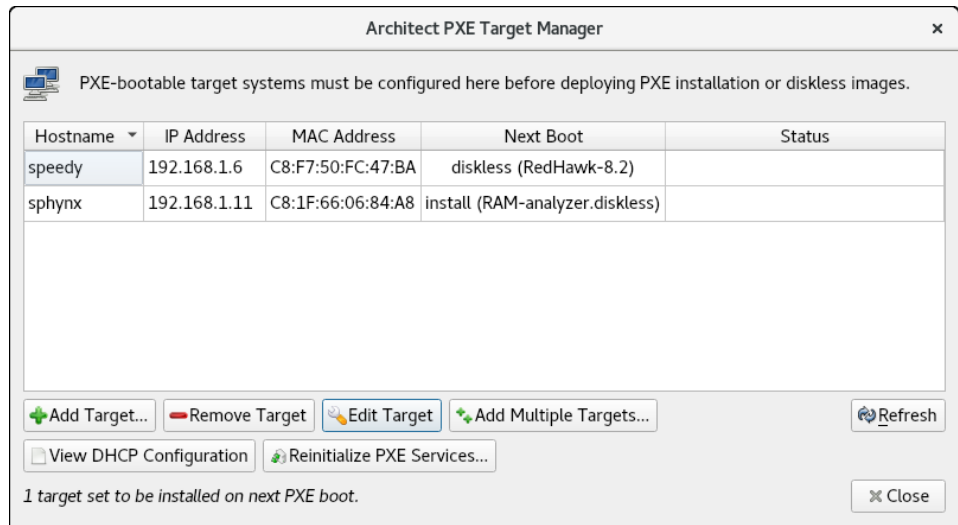 Architect PXE Target Manager
PXE-bootable target systems must be configured here before deploying PXE installation or diskless images.
Hostname IP Address MAC Address Next Boot Status
speedy 192.168.1.6 C8:F7:50:FC:47:BA diskless (RedHawk-8.2)
sphynx 192.168.1.11 C8:1F:66:06:84:A8 install (RAM-analyzer.diskless)
Add Target... Remove Target Edit Target Add Multiple Targets... Refresh
View DHCP Configuration Reinitialize PXE Services...
1 target set to be installed on next PXE boot. Close